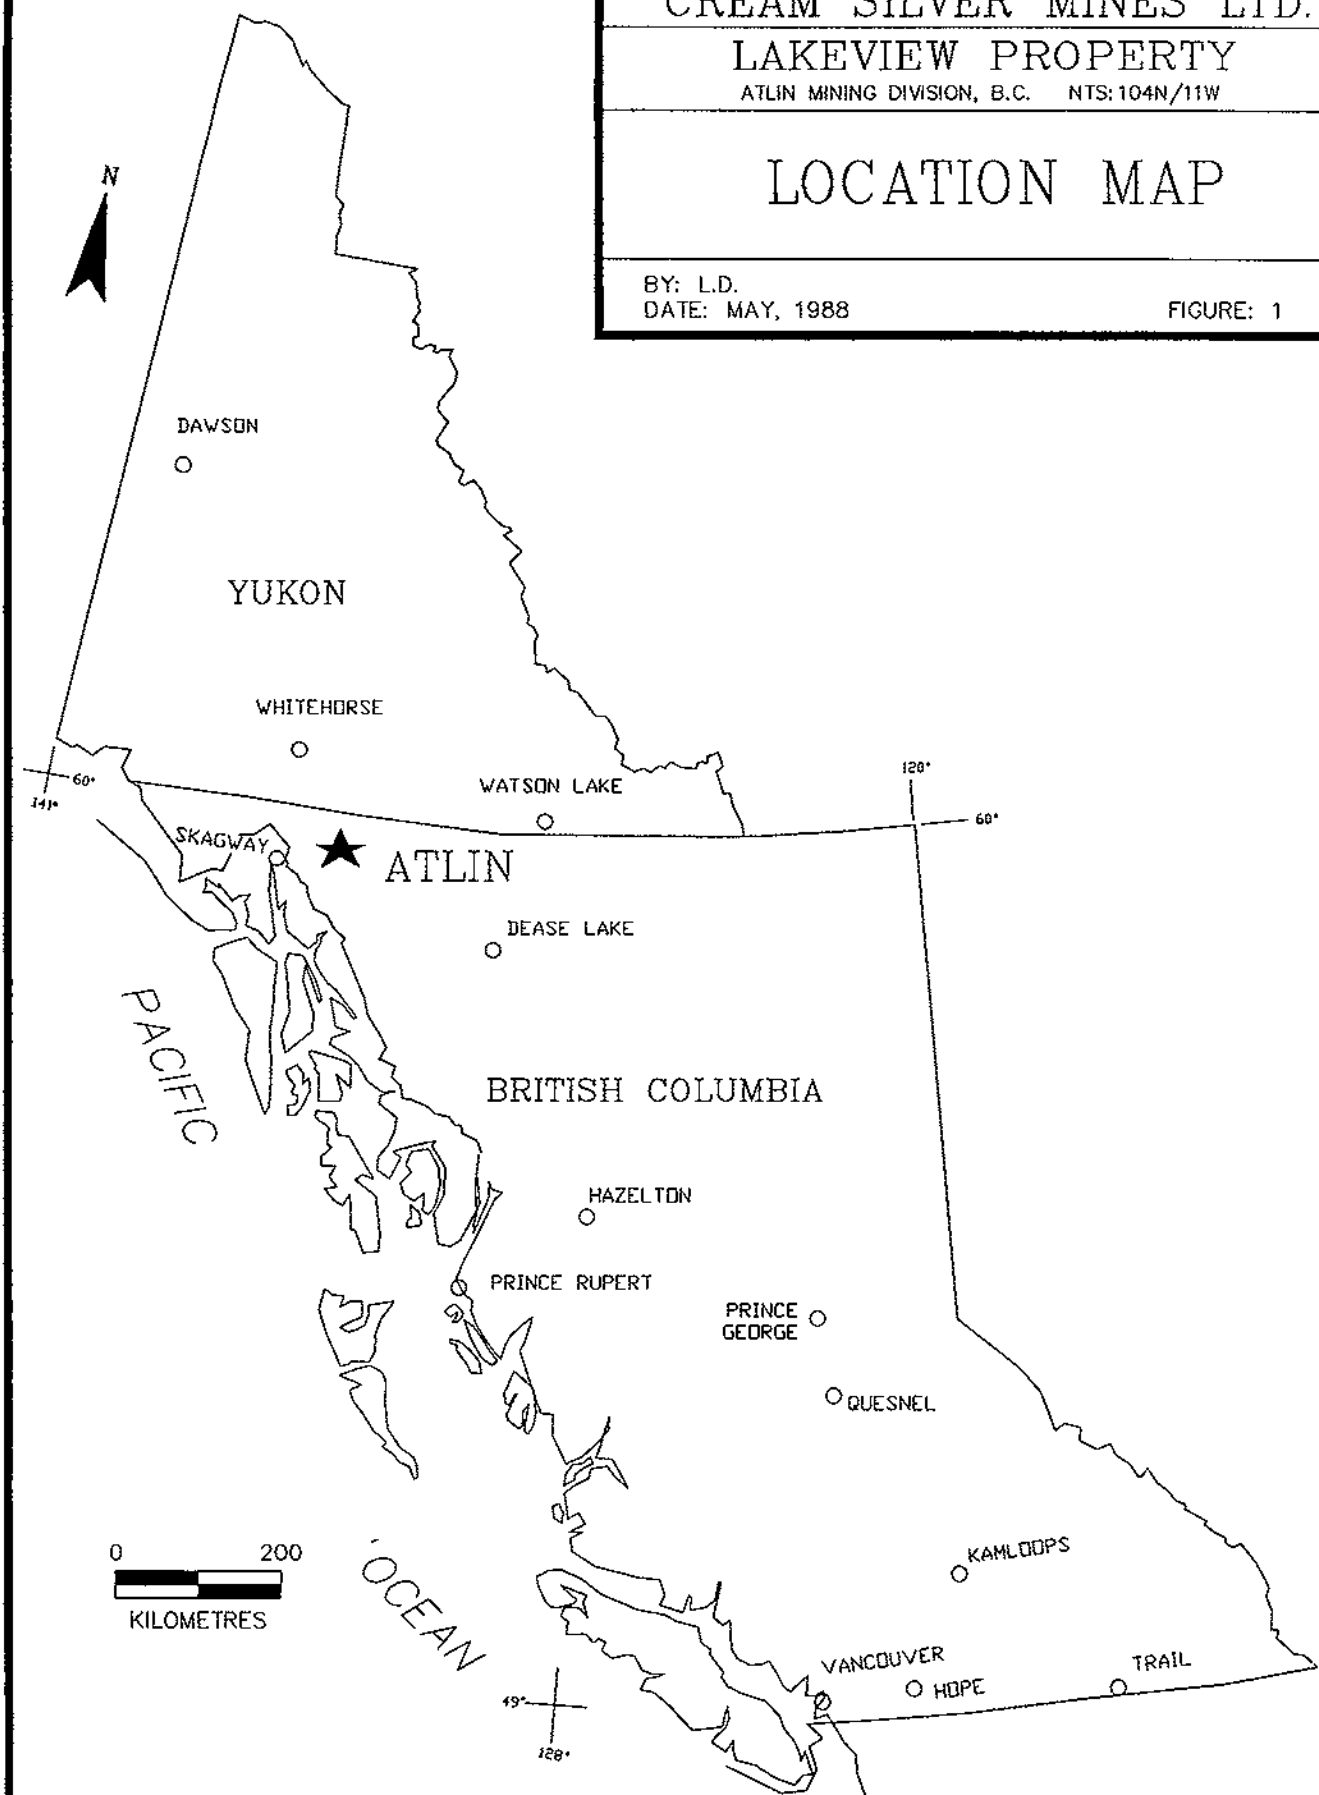 CREAM SILVER MINES LTD.
LAKEVIEW PROPERTY
ATLIN MINING DIVISION, B.C. NTS: 104N/11W
LOCATION MAP
BY: L.D.
DATE: MAY, 1988 FIGURE: 1
N
DAWSON
YUKON
WHITEHORSE
WATSON LAKE
120°
60°
141°
60°
SKAGWAY
ATLIN
DEASE LAKE
PACIFIC
BRITISH COLUMBIA
HAZELTON
PRINCE RUPERT
PRINCE
GEORGE
QUESNEL
0 200
KILOMETRES
OCEAN
KAMLOOPS
VANCOUVER
HOPE
TRAIL
49°
128°